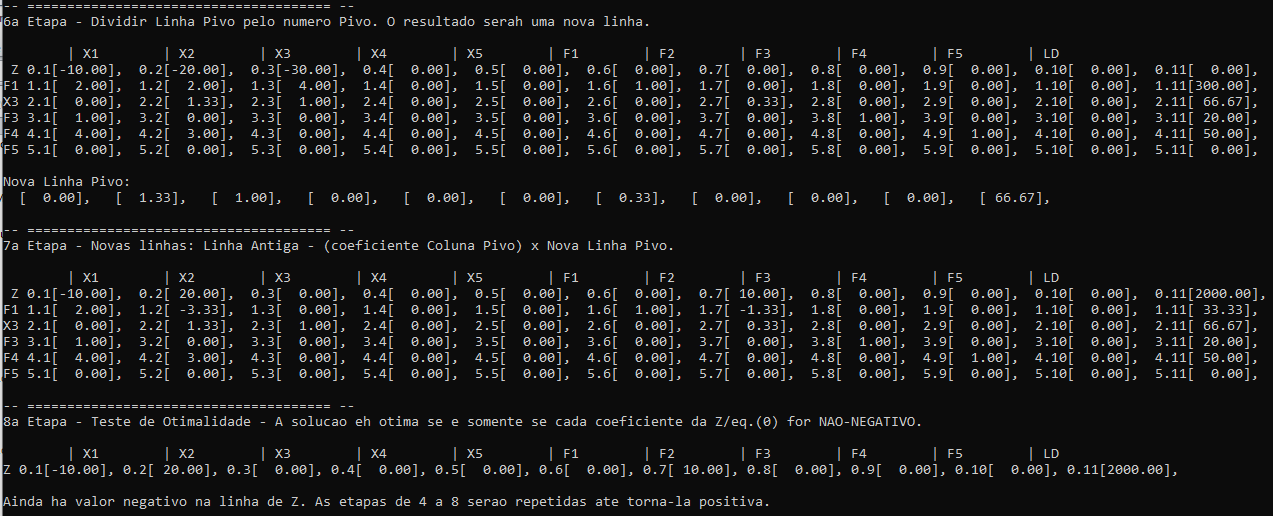 -- ====================================== --
6a Etapa - Dividir Linha Pivo pelo numero Pivo. O resultado serah uma nova linha.
| X1 | X2 | X3 | X4 | X5 | F1 | F2 | F3 | F4 | F5 | LD
Z 0.1[-10.00], 0.2[-20.00], 0.3[-30.00], 0.4[ 0.00], 0.5[ 0.00], 0.6[ 0.00], 0.7[ 0.00], 0.8[ 0.00], 0.9[ 0.00], 0.10[ 0.00], 0.11[ 0.00],
F1 1.1[ 2.00], 1.2[ 2.00], 1.3[ 4.00], 1.4[ 0.00], 1.5[ 0.00], 1.6[ 1.00], 1.7[ 0.00], 1.8[ 0.00], 1.9[ 0.00], 1.10[ 0.00], 1.11[300.00],
X3 2.1[ 0.00], 2.2[ 1.33], 2.3[ 1.00], 2.4[ 0.00], 2.5[ 0.00], 2.6[ 0.00], 2.7[ 0.33], 2.8[ 0.00], 2.9[ 0.00], 2.10[ 0.00], 2.11[ 66.67],
F3 3.1[ 1.00], 3.2[ 0.00], 3.3[ 0.00], 3.4[ 0.00], 3.5[ 0.00], 3.6[ 0.00], 3.7[ 0.00], 3.8[ 1.00], 3.9[ 0.00], 3.10[ 0.00], 3.11[ 20.00],
F4 4.1[ 4.00], 4.2[ 3.00], 4.3[ 0.00], 4.4[ 0.00], 4.5[ 0.00], 4.6[ 0.00], 4.7[ 0.00], 4.8[ 0.00], 4.9[ 1.00], 4.10[ 0.00], 4.11[ 50.00],
F5 5.1[ 0.00], 5.2[ 0.00], 5.3[ 0.00], 5.4[ 0.00], 5.5[ 0.00], 5.6[ 0.00], 5.7[ 0.00], 5.8[ 0.00], 5.9[ 0.00], 5.10[ 0.00], 5.11[ 0.00],
Nova Linha Pivo:
[ 0.00], [ 1.33], [ 1.00], [ 0.00], [ 0.00], [ 0.00], [ 0.33], [ 0.00], [ 0.00], [ 0.00], [ 66.67],
-- ====================================== --
7a Etapa - Novas linhas: Linha Antiga - (coeficiente Coluna Pivo) x Nova Linha Pivo.
| X1 | X2 | X3 | X4 | X5 | F1 | F2 | F3 | F4 | F5 | LD
Z 0.1[-10.00], 0.2[ 20.00], 0.3[ 0.00], 0.4[ 0.00], 0.5[ 0.00], 0.6[ 0.00], 0.7[ 10.00], 0.8[ 0.00], 0.9[ 0.00], 0.10[ 0.00], 0.11[2000.00],
F1 1.1[ 2.00], 1.2[ -3.33], 1.3[ 0.00], 1.4[ 0.00], 1.5[ 0.00], 1.6[ 1.00], 1.7[ -1.33], 1.8[ 0.00], 1.9[ 0.00], 1.10[ 0.00], 1.11[ 33.33],
X3 2.1[ 0.00], 2.2[ 1.33], 2.3[ 1.00], 2.4[ 0.00], 2.5[ 0.00], 2.6[ 0.00], 2.7[ 0.33], 2.8[ 0.00], 2.9[ 0.00], 2.10[ 0.00], 2.11[ 66.67],
F3 3.1[ 1.00], 3.2[ 0.00], 3.3[ 0.00], 3.4[ 0.00], 3.5[ 0.00], 3.6[ 0.00], 3.7[ 0.00], 3.8[ 1.00], 3.9[ 0.00], 3.10[ 0.00], 3.11[ 20.00],
F4 4.1[ 4.00], 4.2[ 3.00], 4.3[ 0.00], 4.4[ 0.00], 4.5[ 0.00], 4.6[ 0.00], 4.7[ 0.00], 4.8[ 0.00], 4.9[ 1.00], 4.10[ 0.00], 4.11[ 50.00],
F5 5.1[ 0.00], 5.2[ 0.00], 5.3[ 0.00], 5.4[ 0.00], 5.5[ 0.00], 5.6[ 0.00], 5.7[ 0.00], 5.8[ 0.00], 5.9[ 0.00], 5.10[ 0.00], 5.11[ 0.00],
-- ====================================== --
8a Etapa - Teste de Otimalidade - A solucao eh otima se e somente se cada coeficiente da Z/eq.(0) for NAO-NEGATIVO.
| X1 | X2 | X3 | X4 | X5 | F1 | F2 | F3 | F4 | F5 | LD
Z 0.1[-10.00], 0.2[ 20.00], 0.3[ 0.00], 0.4[ 0.00], 0.5[ 0.00], 0.6[ 0.00], 0.7[ 10.00], 0.8[ 0.00], 0.9[ 0.00], 0.10[ 0.00], 0.11[2000.00],
Ainda ha valor negativo na linha de Z. As etapas de 4 a 8 serao repetidas ate torna-la positiva.